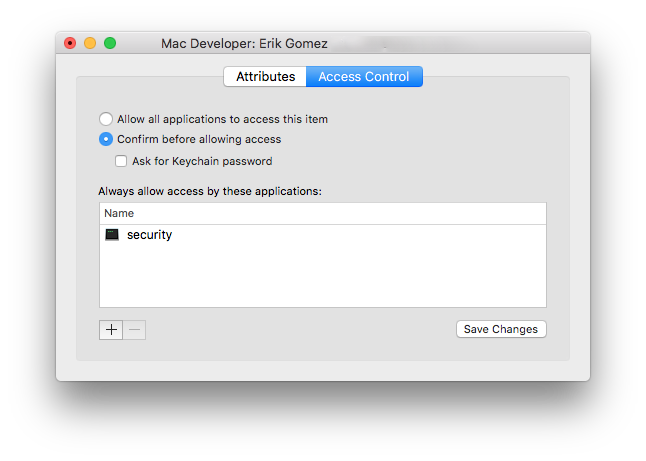 Mac Developer: Erik Gomez
Attributes Access Control
Allow all applications to access this item
Confirm before allowing access
Ask for Keychain password
Always allow access by these applications:
Name
security
Save Changes